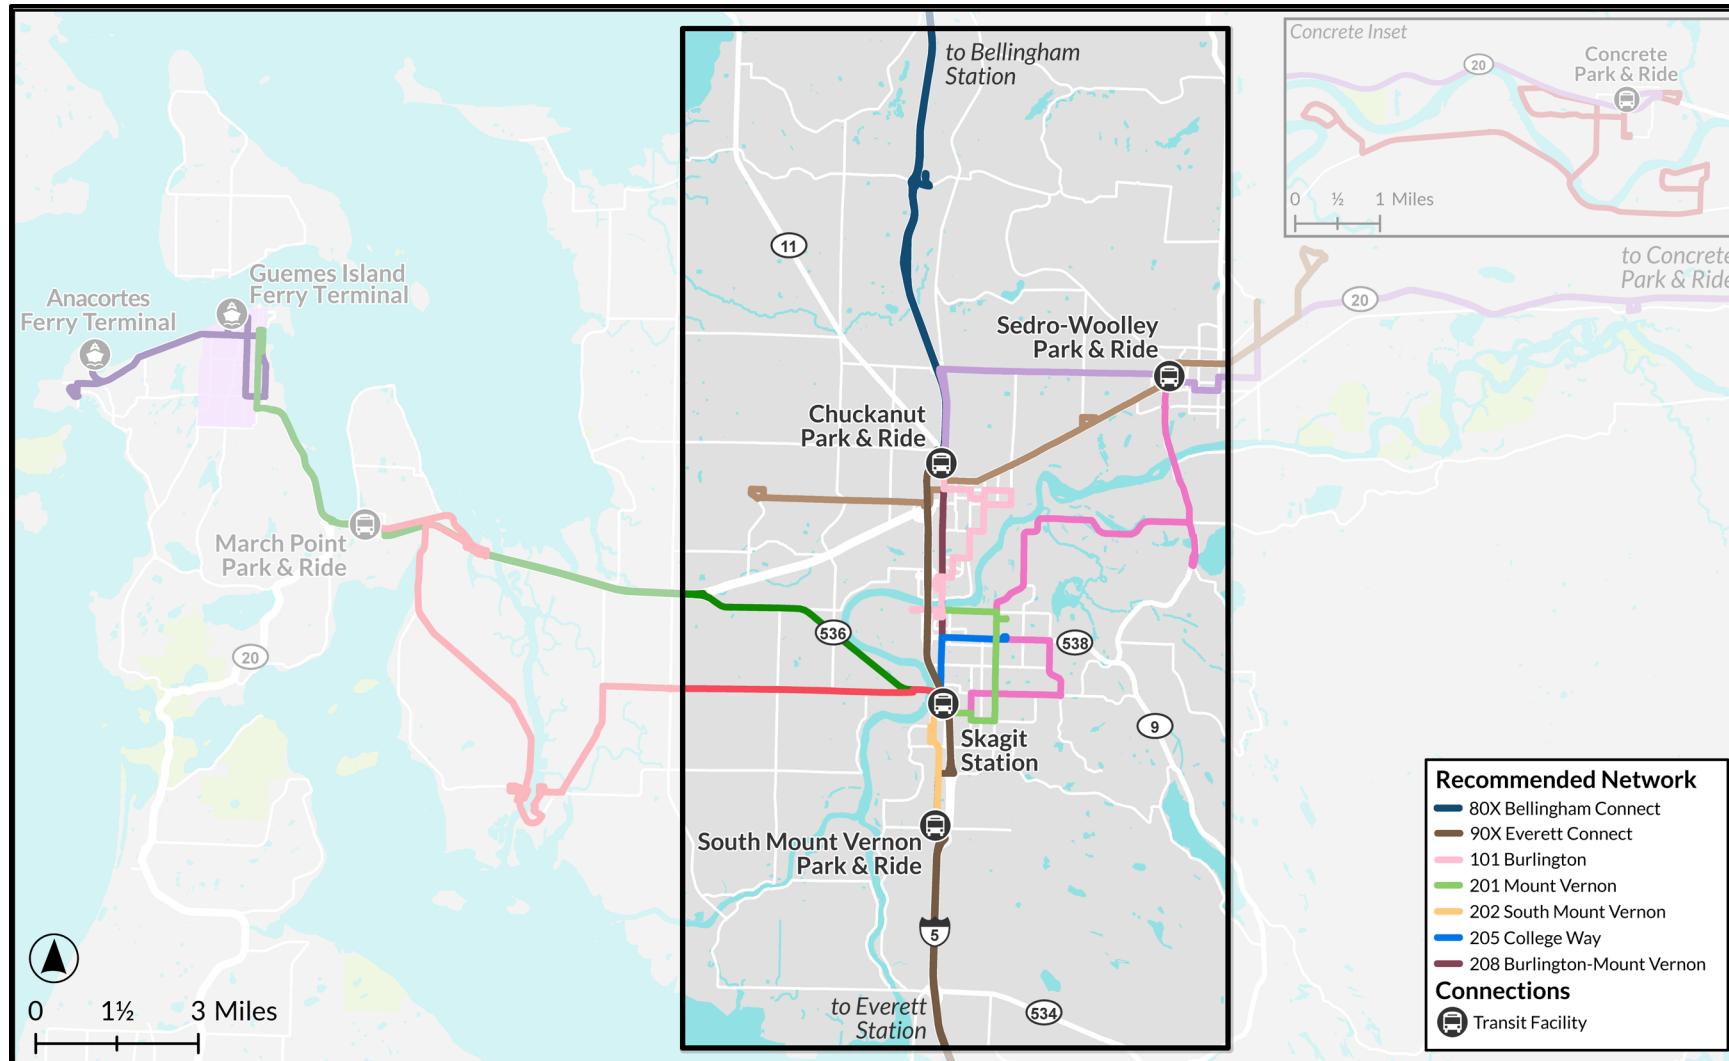 to Bellingham
Station
Concrete Inset
20
Concrete
Park & Ride
0 ½ 1 Miles
to Concrete
Park & Ride
20
11
Guemes Island
Ferry Terminal
Anacortes
Ferry Terminal
Sedro-Woolley
Park & Ride
Chuckanut
Park & Ride
March Point
Park & Ride
536
538
20
9
Skagit
Station
South Mount Vernon
Park & Ride
5
to Everett
Station
534
0 1½ 3 Miles
Recommended Network
80X Bellingham Connect
90X Everett Connect
101 Burlington
201 Mount Vernon
202 South Mount Vernon
205 College Way
208 Burlington-Mount Vernon
Connections
Transit Facility